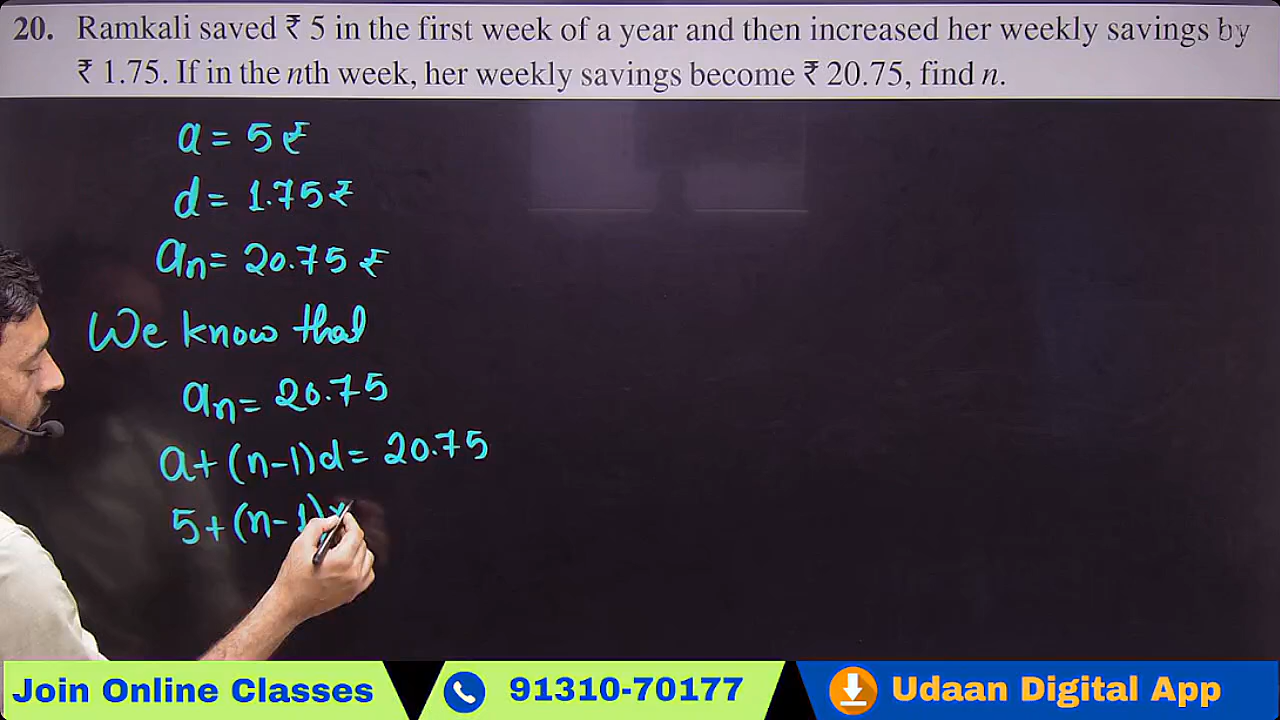 20. Ramkali saved ₹ 5 in the first week of a year and then increased her weekly savings by
₹ 1.75. If in the nth week, her weekly savings become ₹ 20.75, find n.
a = 5 ₹
d = 1.75 ₹
an = 20.75 ₹
We know that
an = 20.75
a + (n-1)d = 20.75
5 + (n-1)×
Join Online Classes
91310-70177
Udaan Digital App